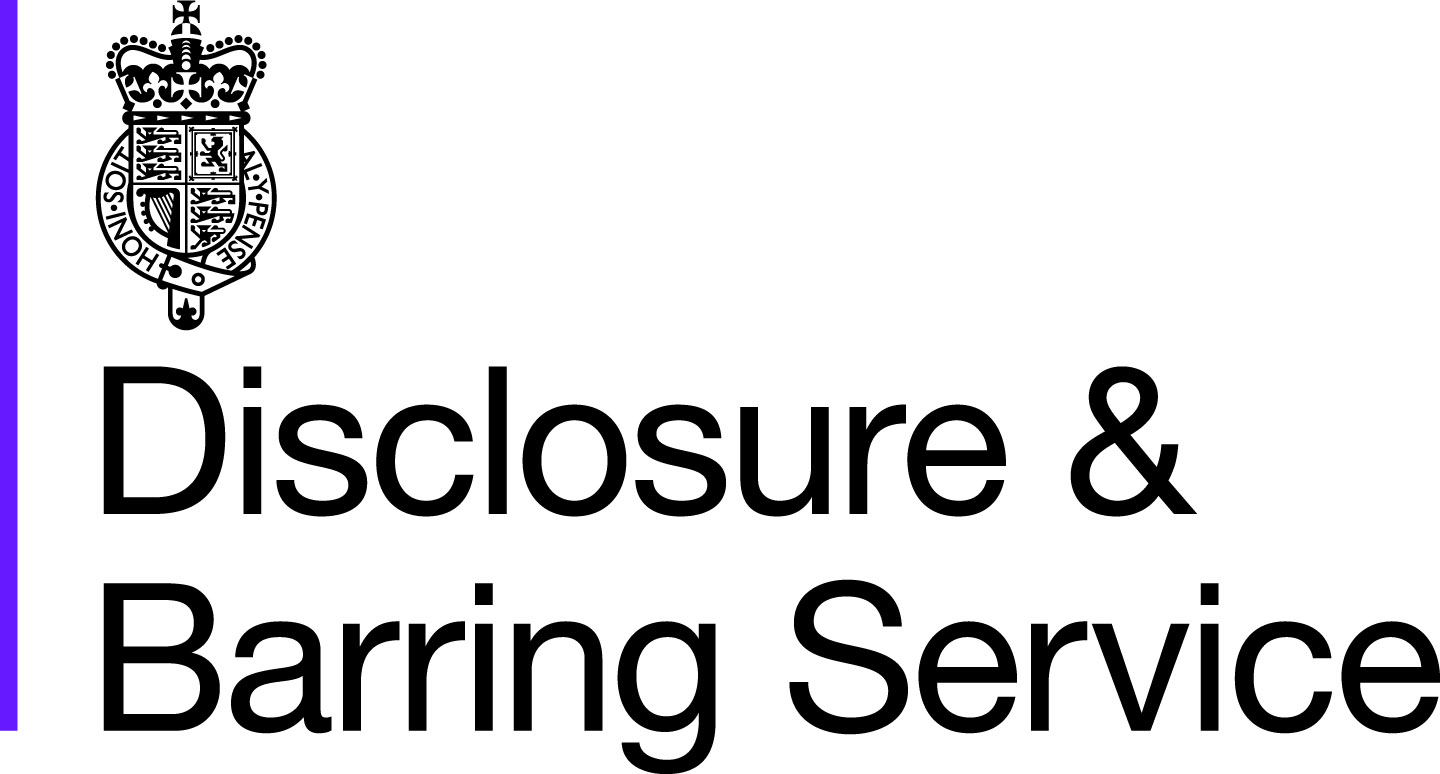 HONI·SOIT
AL·Y·PENSE
Disclosure &
Barring Service